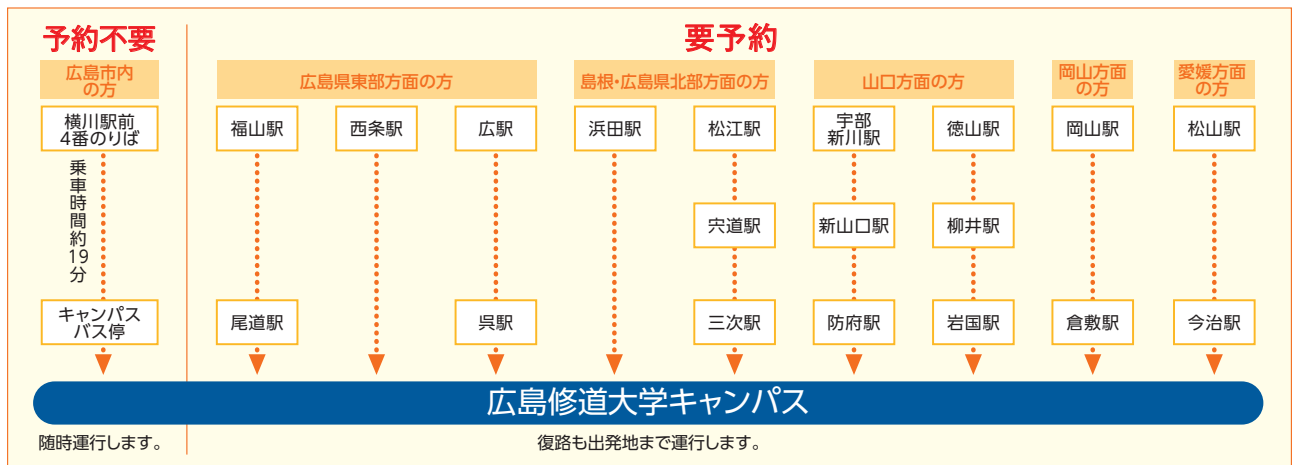 予約不要
要予約
広島市内
の方
広島県東部方面の方
島根・広島県北部方面の方
山口方面の方
岡山方面
の方
愛媛方面
の方
横川駅前
4番のりば
福山駅
西条駅
広駅
浜田駅
松江駅
宇部
新川駅
徳山駅
岡山駅
松山駅
乗車時間約19分
宍道駅
新山口駅
柳井駅
キャンパス
バス停
尾道駅
呉駅
三次駅
防府駅
岩国駅
倉敷駅
今治駅
広島修道大学キャンパス
随時運行します。
復路も出発地まで運行します。